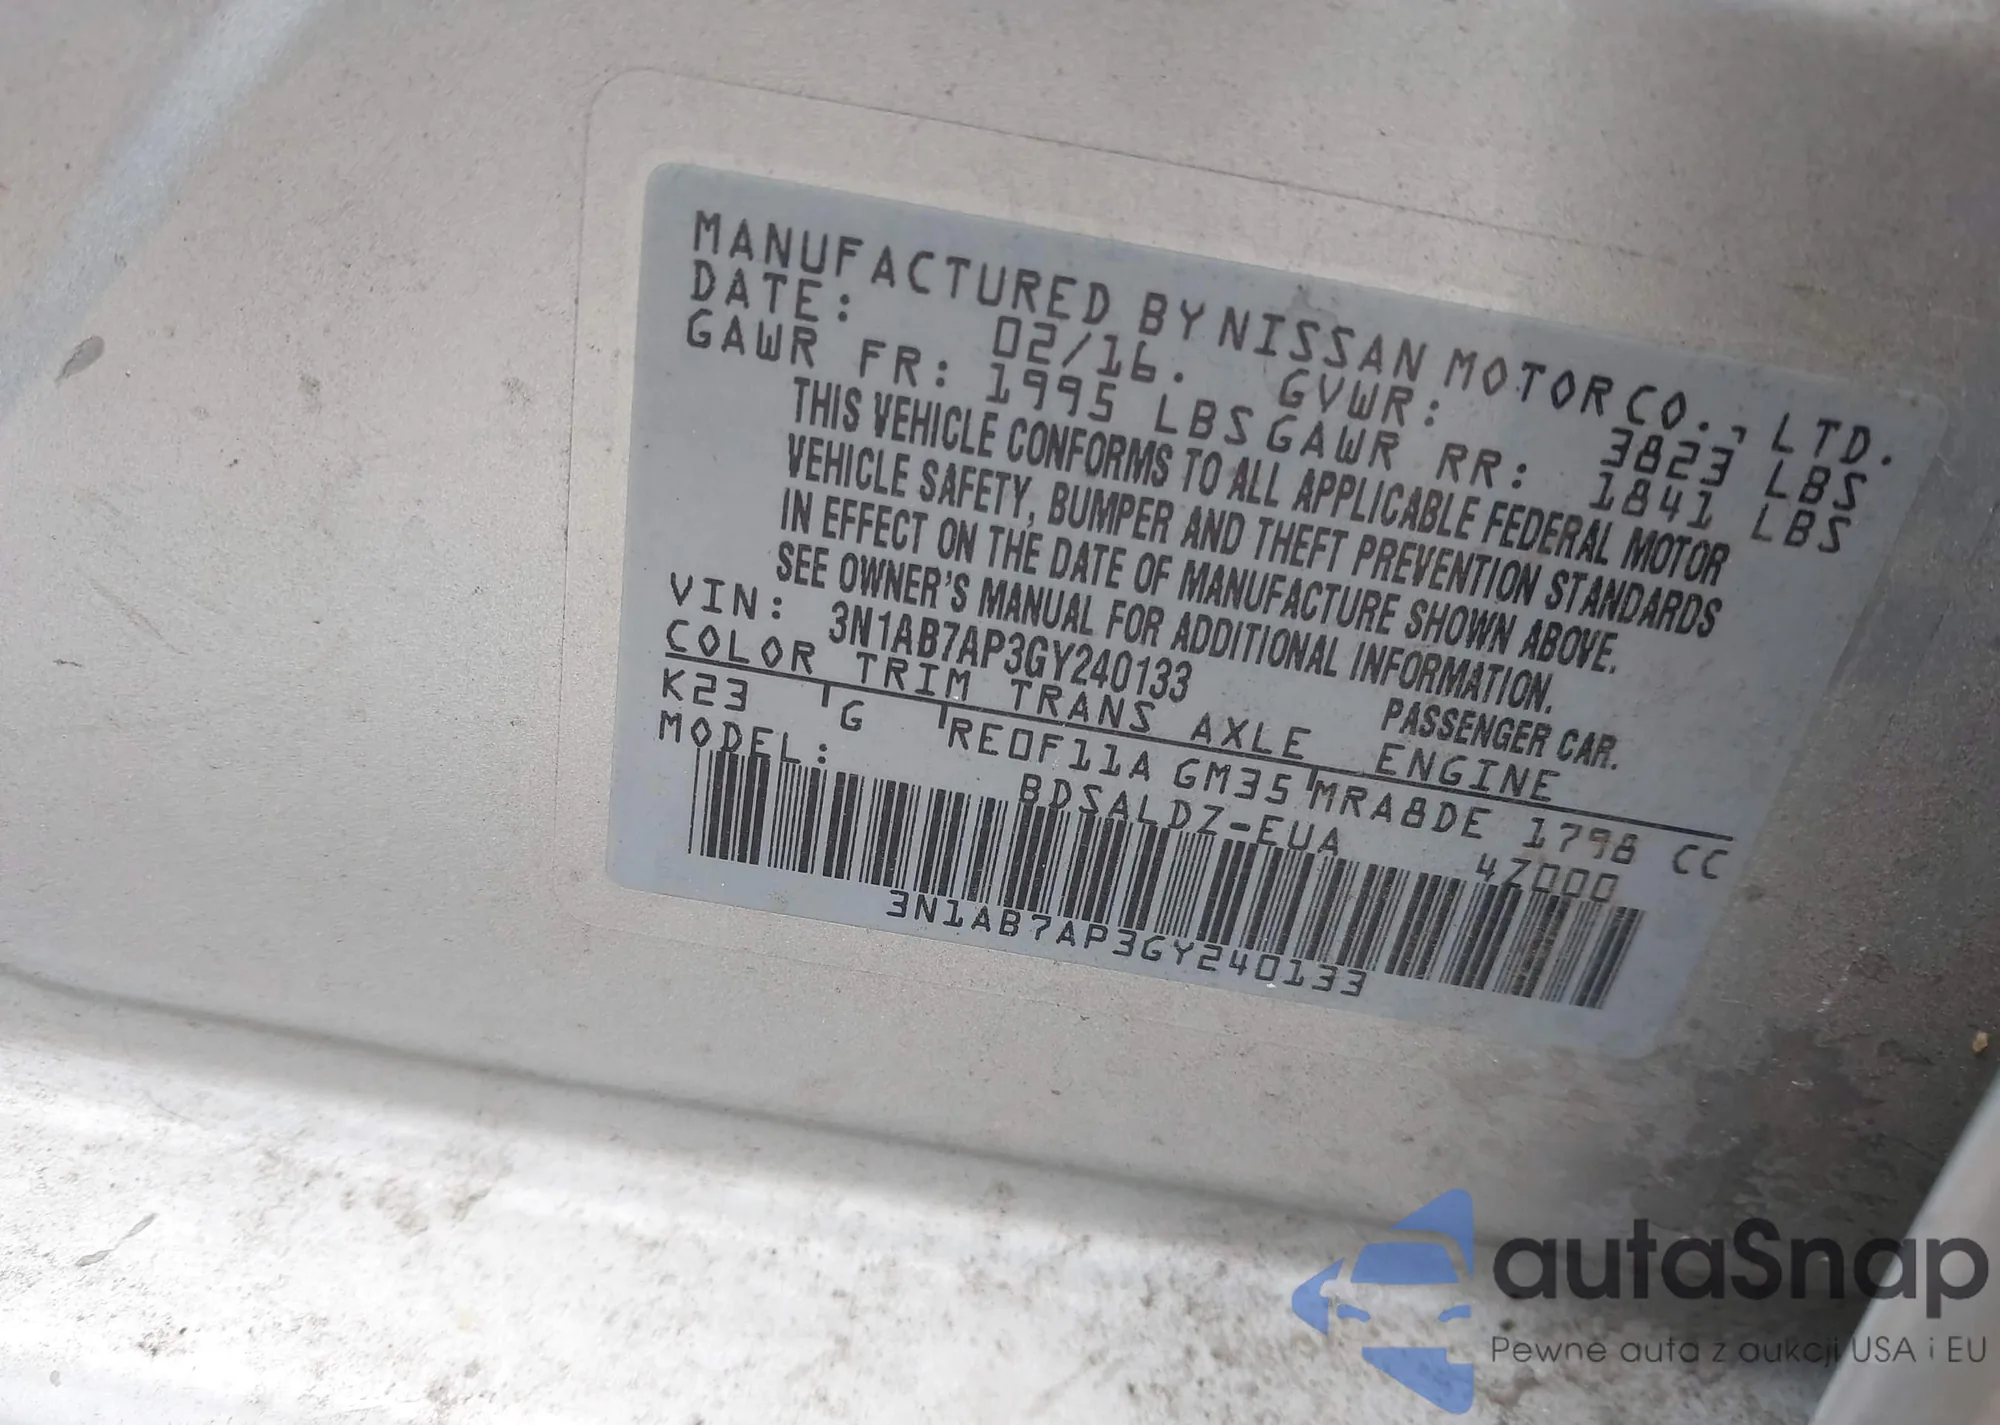 MANUFACTURED BY NISSAN MOTOR CO., LTD.
DATE: 02/16. GVWR: 3823 LBS
GAWR FR: 1995 LBS GAWR RR: 1841 LBS
THIS VEHICLE CONFORMS TO ALL APPLICABLE FEDERAL MOTOR
VEHICLE SAFETY, BUMPER AND THEFT PREVENTION STANDARDS
IN EFFECT ON THE DATE OF MANUFACTURE SHOWN ABOVE.
SEE OWNER'S MANUAL FOR ADDITIONAL INFORMATION.
VIN: 3N1AB7AP3GY240133 PASSENGER CAR.
COLOR TRIM TRANS AXLE ENGINE
K23 G RE0F11A GM35 MRA8DE 1798 CC
MODEL: BDSALDZ-EUA 4Z000
3N1AB7AP3GY240133
autaSnap
Pewne auta z aukcji USA i EU